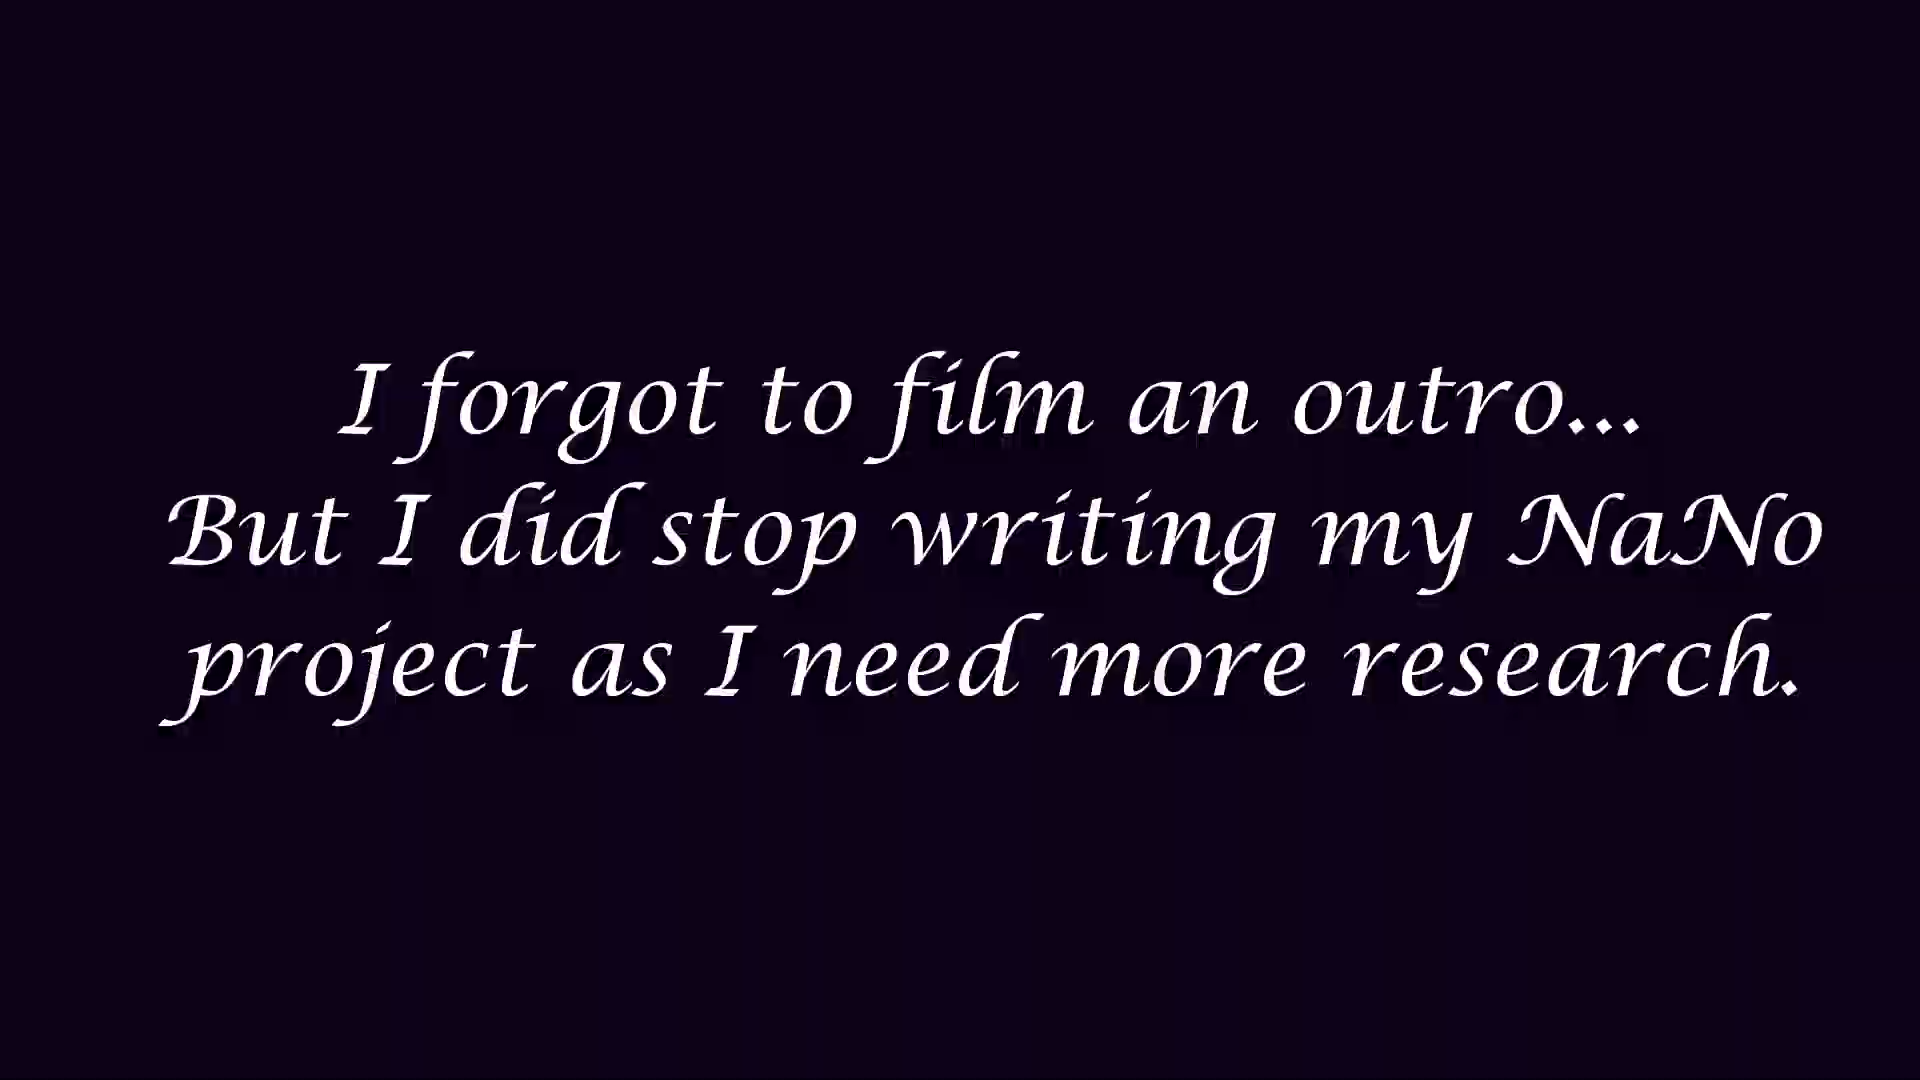 I forgot to film an outro...
But I did stop writing my NaNo
project as I need more research.